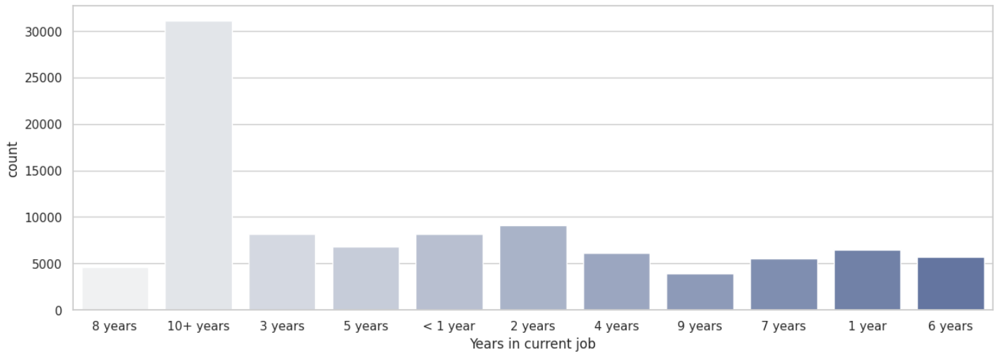 30000
25000
20000
15000
10000
5000
0
count
8 years
10+ years
3 years
5 years
< 1 year
2 years
4 years
9 years
7 years
1 year
6 years
Years in current job